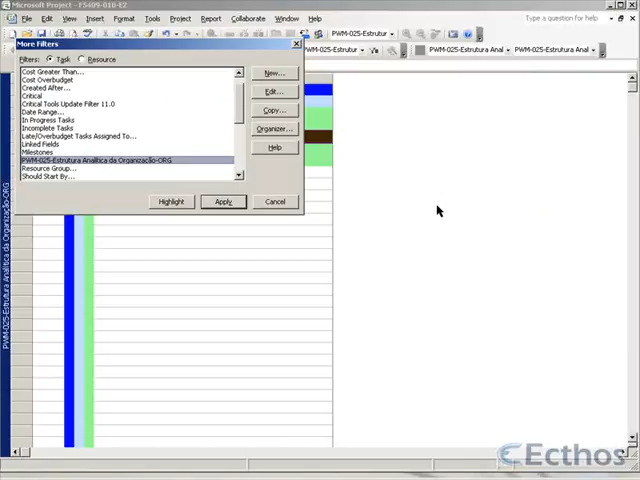 Microsoft Project - FS409-010-E2
File Edit View Insert Format Tools Project Report Collaborate Window Help
Type a question for help
PWM-025-Estrutur
PWM-025-Estrutur
PWM-025-Estrutura Anal
PWM-025-Estrutura Anal
More Filters
Filters: Task Resource
Cost Greater Than...
Cost Overbudget
Created After...
Critical
Critical Tools Update Filter 11.0
Date Range...
In Progress Tasks
Incomplete Tasks
Late/Overbudget Tasks Assigned To...
Linked Fields
Milestones
PWM-025-Estrutura Analítica da Organização-ORG
Resource Group...
Should Start By...
New...
Edit...
Copy...
Organizer...
Help
Highlight Apply Cancel
PWM-025-Estrutura Analítica da Organização-ORG
Ecthos